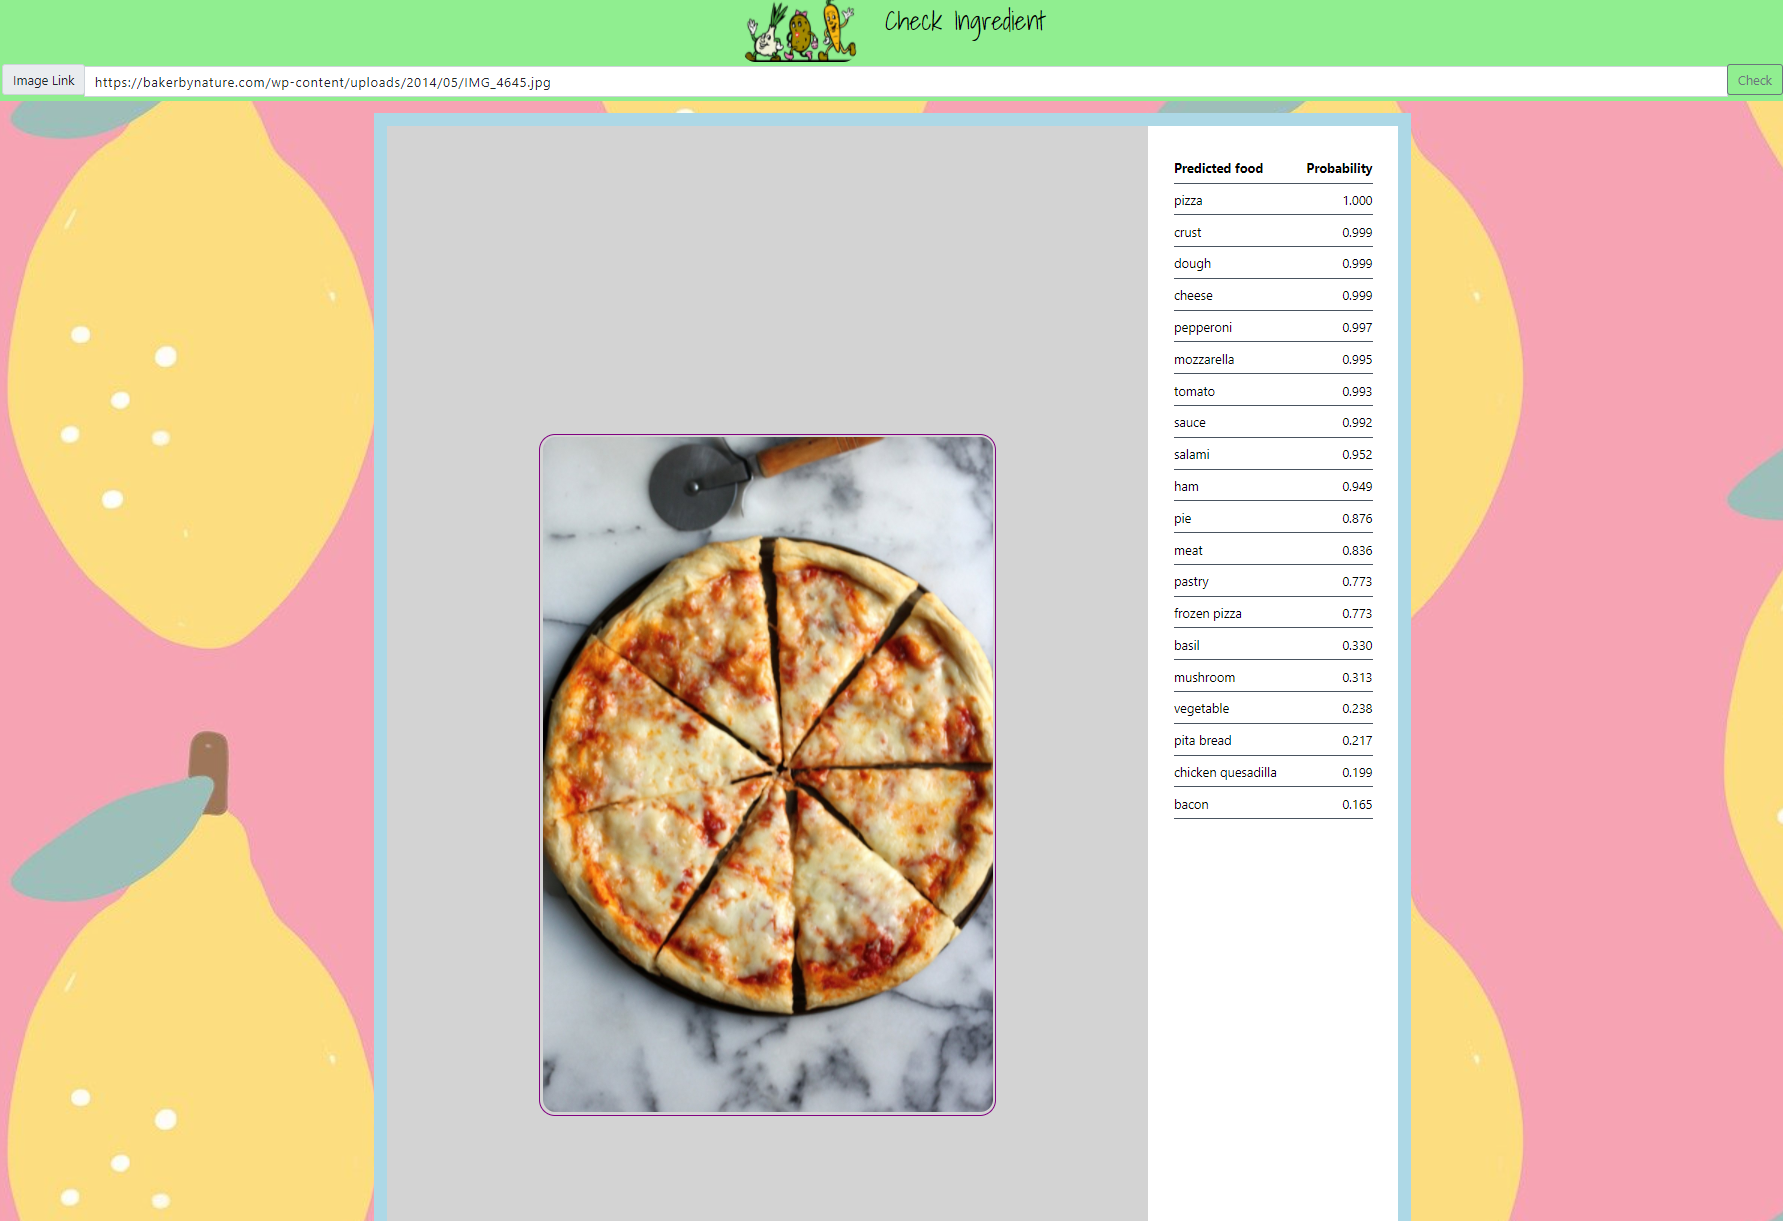 Check Ingredient
Image Link https://bakerbynature.com/wp-content/uploads/2014/05/IMG_4645.jpg Check
Predicted food Probability
pizza 1.000
crust 0.999
dough 0.999
cheese 0.999
pepperoni 0.997
mozzarella 0.995
tomato 0.993
sauce 0.992
salami 0.952
ham 0.949
pie 0.876
meat 0.836
pastry 0.773
frozen pizza 0.773
basil 0.330
mushroom 0.313
vegetable 0.238
pita bread 0.217
chicken quesadilla 0.199
bacon 0.165